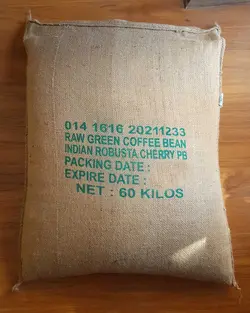 014 1616 20211233
RAW GREEN COFFEE BEAN
INDIAN ROBUSTA CHERRY PB
PACKING DATE :
EXPIRE DATE :
NET : 60 KILOS